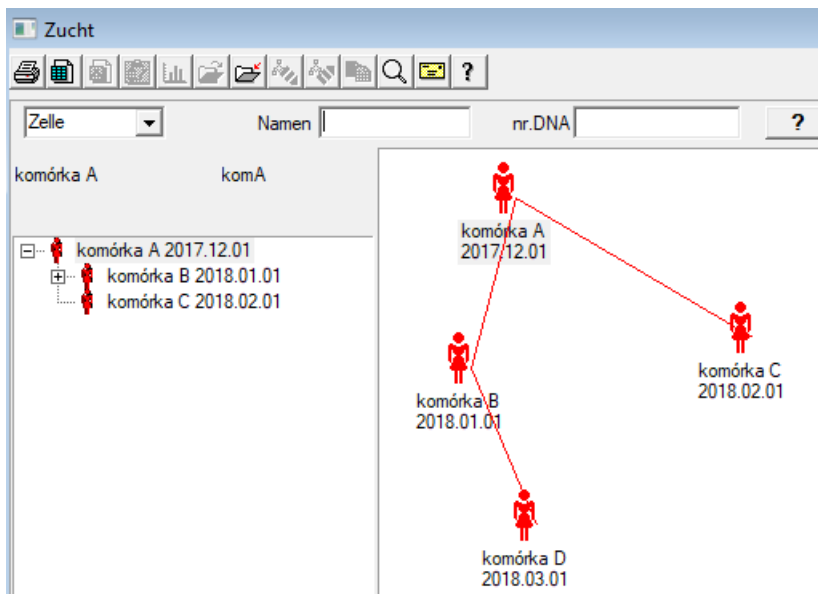 Zucht
?
Zelle Namen nr.DNA ?
komórka A komA
komórka A 2017.12.01
komórka B 2018.01.01
komórka C 2018.02.01
komórka A
2017.12.01
komórka C
2018.02.01
komórka B
2018.01.01
komórka D
2018.03.01